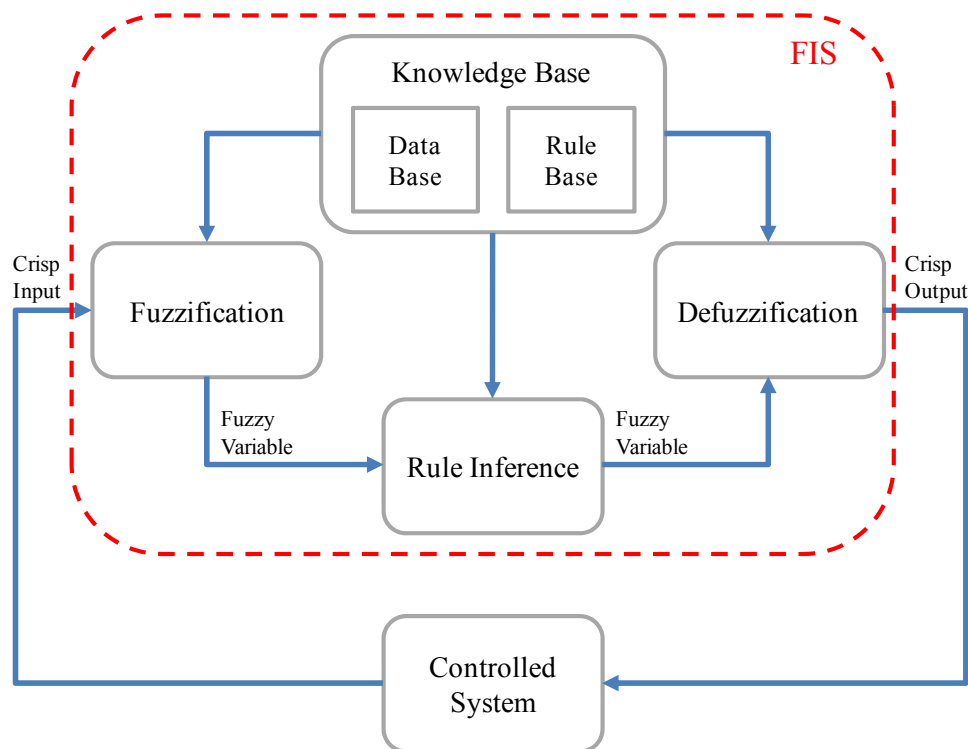 FIS
Knowledge Base
Data
Base
Rule
Base
Crisp
Input
Fuzzification
Defuzzification
Crisp
Output
Fuzzy
Variable
Rule Inference
Fuzzy
Variable
Controlled
System